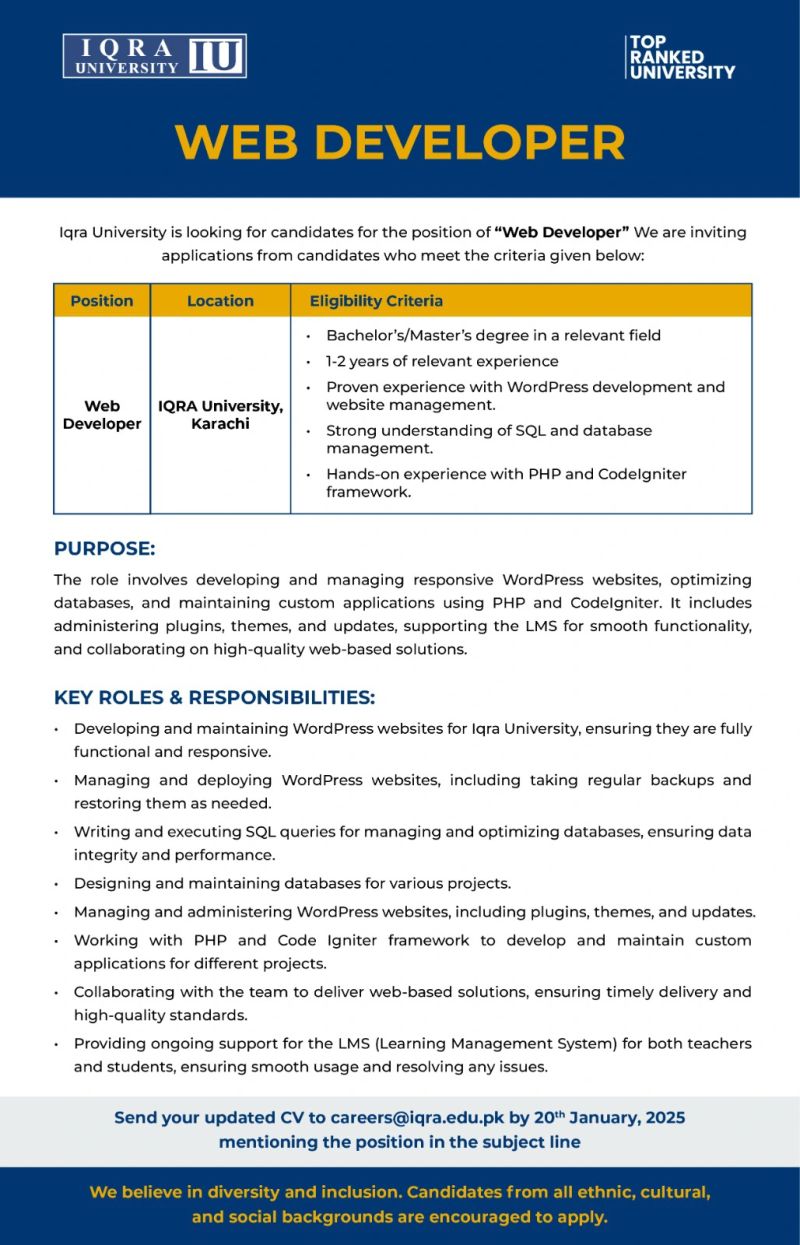 IQRA
UNIVERSITY IU
TOP
RANKED
UNIVERSITY
WEB DEVELOPER
Iqra University is looking for candidates for the position of “Web Developer” We are inviting
applications from candidates who meet the criteria given below:
Position Location Eligibility Criteria
Web
Developer
IQRA University,
Karachi
• Bachelor’s/Master’s degree in a relevant field
• 1-2 years of relevant experience
• Proven experience with WordPress development and
website management.
• Strong understanding of SQL and database
management.
• Hands-on experience with PHP and CodeIgniter
framework.
PURPOSE:
The role involves developing and managing responsive WordPress websites, optimizing
databases, and maintaining custom applications using PHP and CodeIgniter. It includes
administering plugins, themes, and updates, supporting the LMS for smooth functionality,
and collaborating on high-quality web-based solutions.
KEY ROLES & RESPONSIBILITIES:
• Developing and maintaining WordPress websites for Iqra University, ensuring they are fully
functional and responsive.
• Managing and deploying WordPress websites, including taking regular backups and
restoring them as needed.
• Writing and executing SQL queries for managing and optimizing databases, ensuring data
integrity and performance.
• Designing and maintaining databases for various projects.
• Managing and administering WordPress websites, including plugins, themes, and updates.
• Working with PHP and Code Igniter framework to develop and maintain custom
applications for different projects.
• Collaborating with the team to deliver web-based solutions, ensuring timely delivery and
high-quality standards.
• Providing ongoing support for the LMS (Learning Management System) for both teachers
and students, ensuring smooth usage and resolving any issues.
Send your updated CV to careers@iqra.edu.pk by 20th January, 2025
mentioning the position in the subject line
We believe in diversity and inclusion. Candidates from all ethnic, cultural,
and social backgrounds are encouraged to apply.